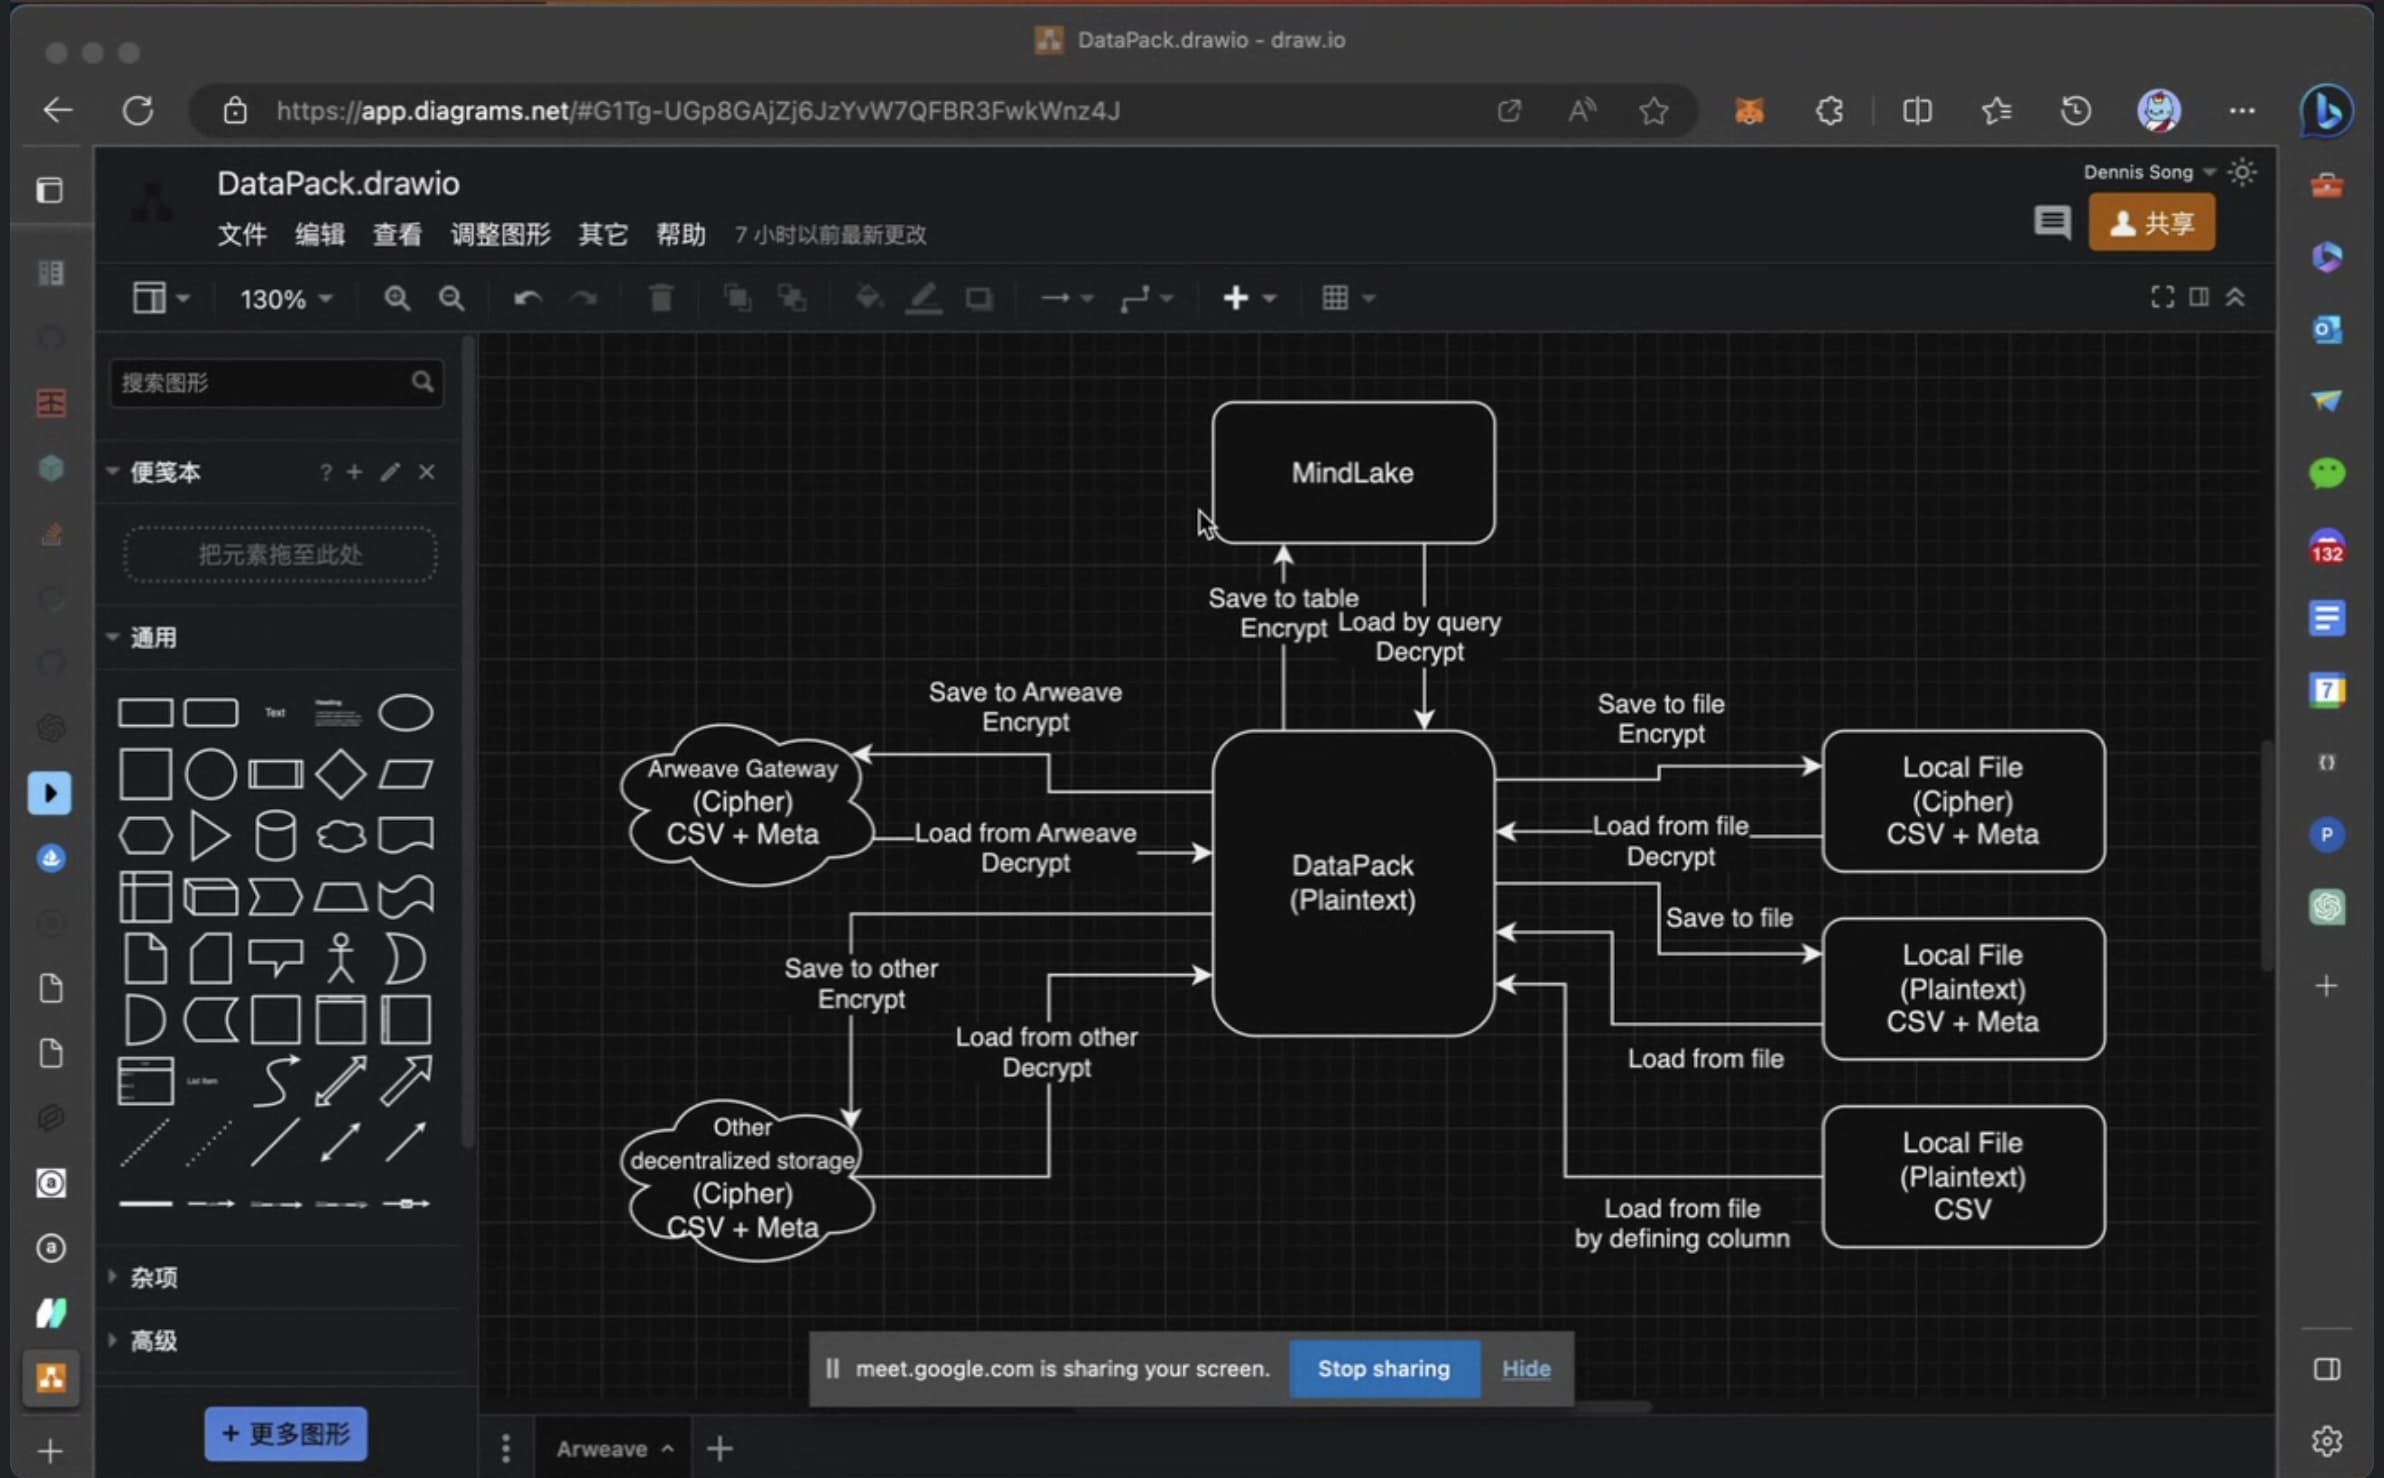 DataPack.drawio - draw.io
https://app.diagrams.net/#G1Tg-UGp8GAjZj6JzYvW7QFBR3FwkWnz4J
DataPack.drawio
Dennis Song
文件 编辑 查看 调整图形 其它 帮助 7 小时以前最新更改
共享
130%
搜索图形
便笺本
把元素拖至此处
通用
Text
Heading
List Item
杂项
高级
+ 更多图形
MindLake
Save to table
Encrypt
Load by query
Decrypt
Save to Arweave
Encrypt
Arweave Gateway
(Cipher)
CSV + Meta
Load from Arweave
Decrypt
Save to other
Encrypt
Load from other
Decrypt
Other
decentralized storage
(Cipher)
CSV + Meta
DataPack
(Plaintext)
Save to file
Encrypt
Load from file
Decrypt
Local File
(Cipher)
CSV + Meta
Save to file
Load from file
Local File
(Plaintext)
CSV + Meta
Load from file
by defining column
Local File
(Plaintext)
CSV
meet.google.com is sharing your screen.
Stop sharing
Hide
Arweave
132
7
P